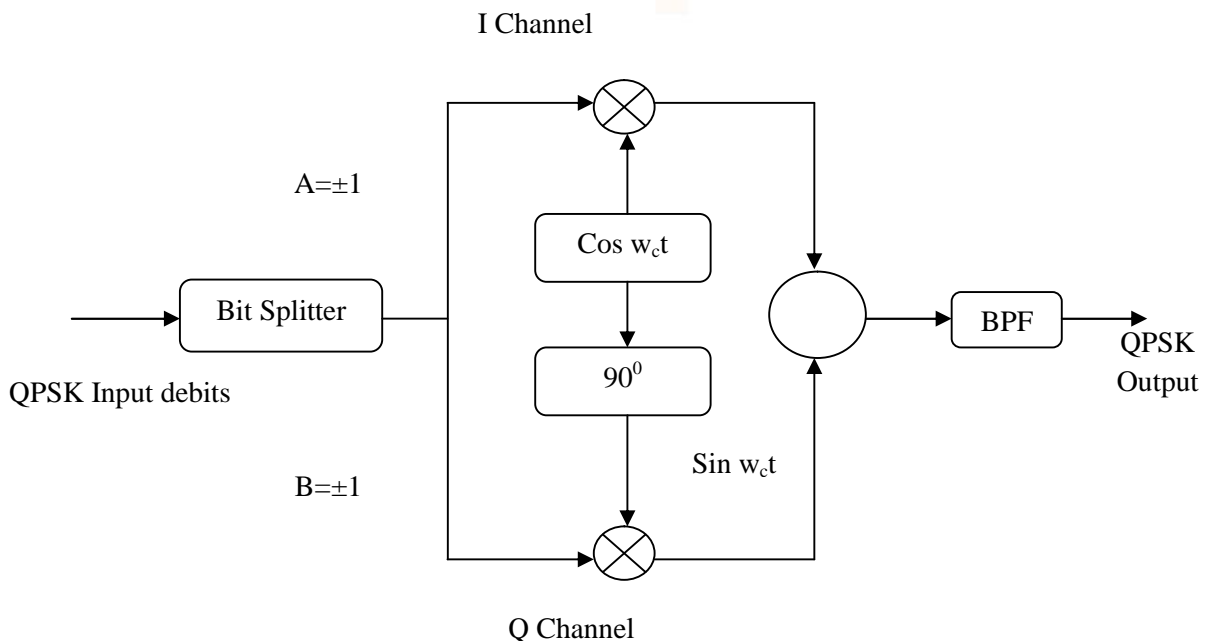 I Channel
A=±1
Cos wct
Bit Splitter
BPF
QPSK
Output
90⁰
QPSK Input debits
Sin wct
B=±1
Q Channel